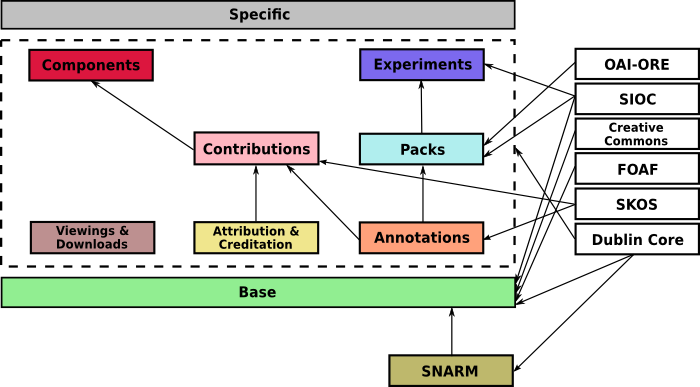 Specific
Components
Experiments
OAI-ORE
SIOC
Creative
Commons
Contributions
Packs
FOAF
SKOS
Viewings &
Downloads
Attribution &
Creditation
Annotations
Dublin Core
Base
SNARM